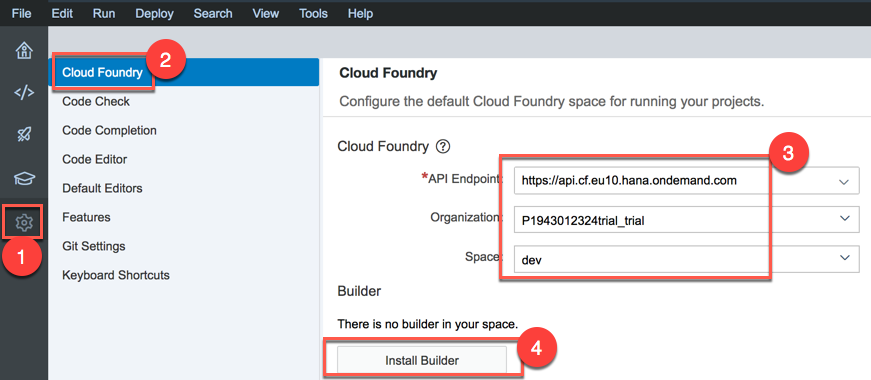 File Edit Run Deploy Search View Tools Help
2
Cloud Foundry
Code Check
Code Completion
Code Editor
Default Editors
Features
Git Settings
Keyboard Shortcuts
1
Cloud Foundry
Configure the default Cloud Foundry space for running your projects.
Cloud Foundry ?
3
*API Endpoint: https://api.cf.eu10.hana.ondemand.com
Organization: P1943012324trial_trial
Space: dev
Builder
There is no builder in your space.
Install Builder
4